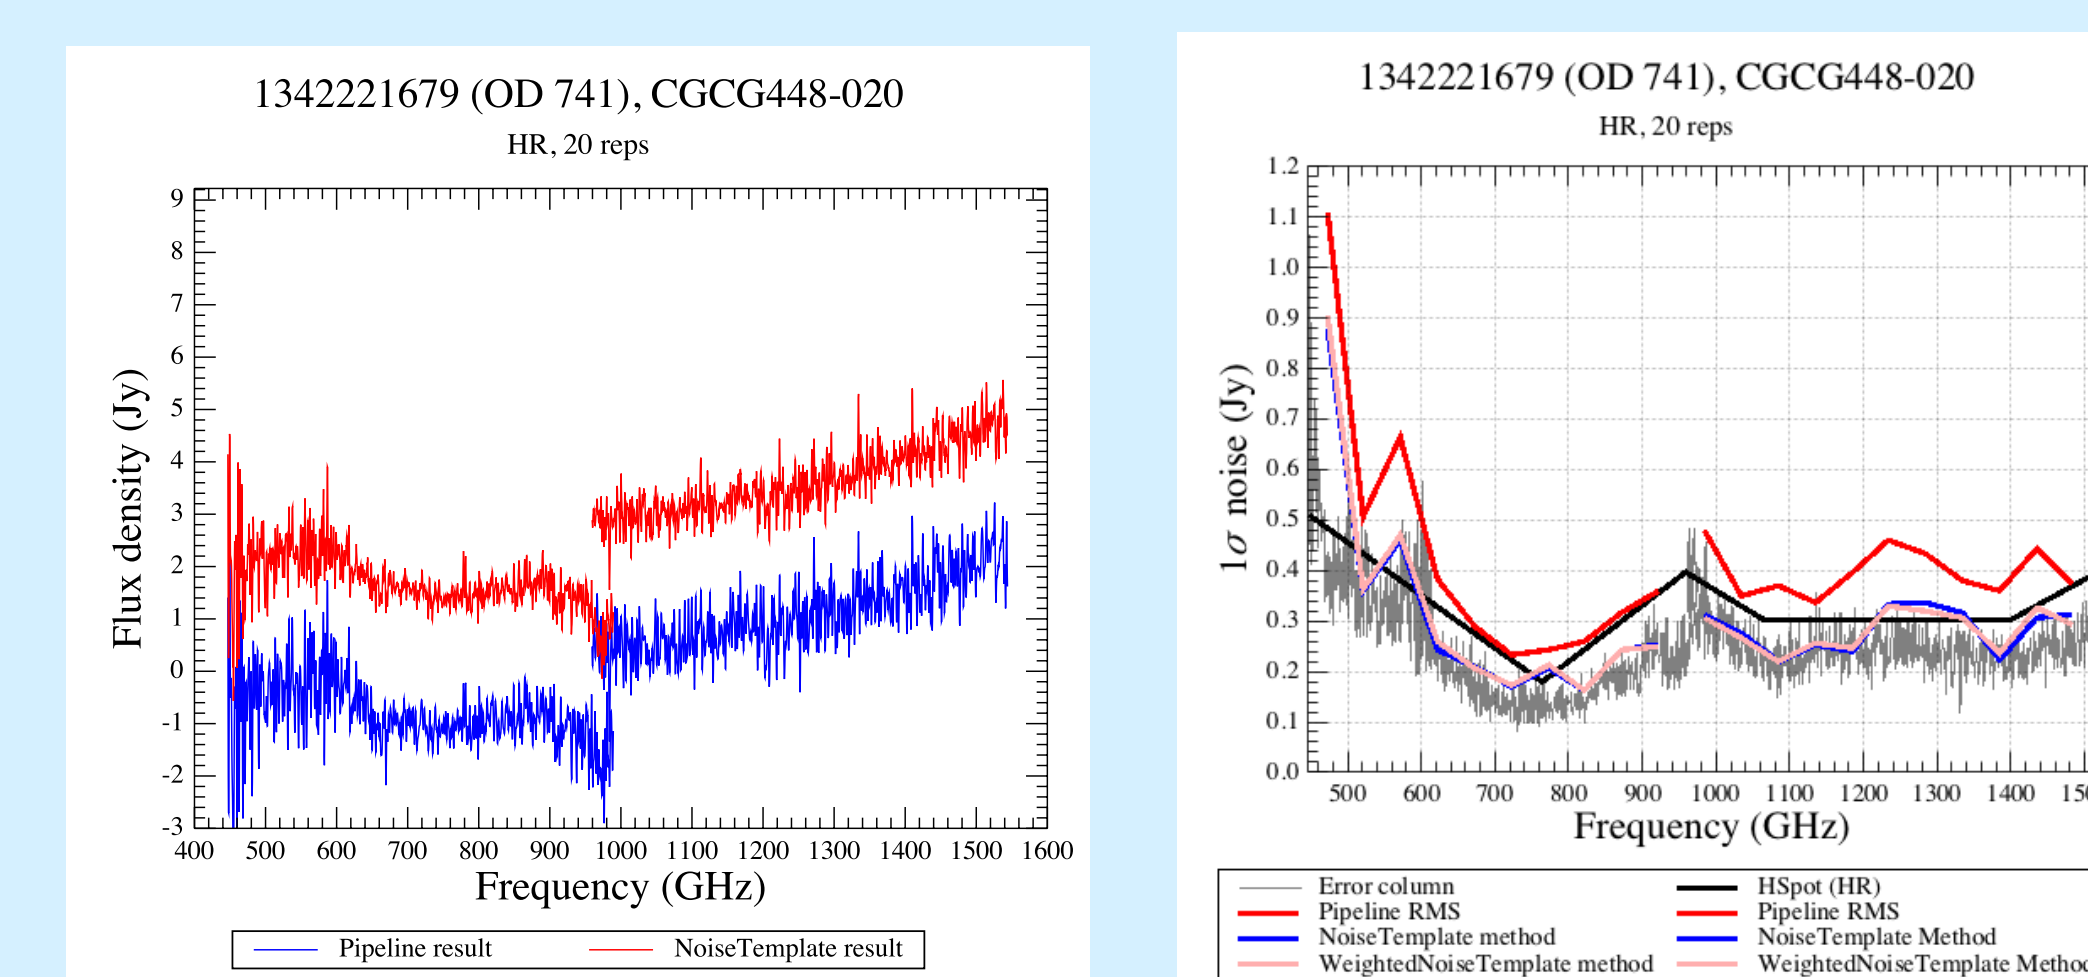 1342221679 (OD 741), CGCG448-020
HR, 20 reps
9
8
7
6
5
4
3
2
1
0
-1
-2
-3
Flux density (Jy)
400 500 600 700 800 900 1000 1100 1200 1300 1400 1500 1600
Frequency (GHz)
Pipeline result NoiseTemplate result
1342221679 (OD 741), CGCG448-020
HR, 20 reps
1.2
1.1
1.0
0.9
0.8
0.7
0.6
0.5
0.4
0.3
0.2
0.1
0.0
1σ noise (Jy)
500 600 700 800 900 1000 1100 1200 1300 1400
Frequency (GHz)
Error column HSpot (HR)
Pipeline RMS Pipeline RMS
NoiseTemplate method NoiseTemplate Method
WeightedNoiseTemplate method WeightedNoiseTemplate Method